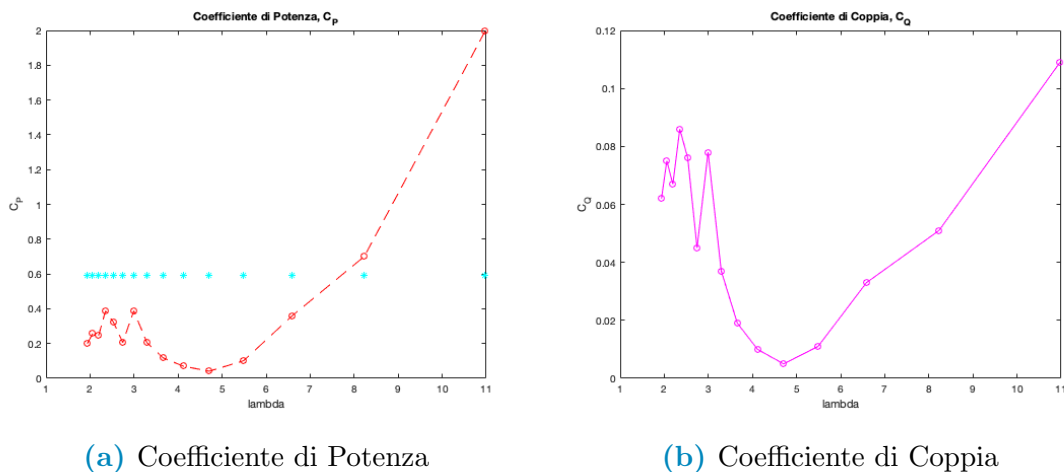 Coefficiente di Potenza, C_P
2
1.8
1.6
1.4
1.2
1
0.8
0.6
0.4
0.2
0
C_P
1 2 3 4 5 6 7 8 9 10 11
lambda
(a) Coefficiente di Potenza
Coefficiente di Coppia, C_Q
0.12
0.1
0.08
0.06
0.04
0.02
0
C_Q
1 2 3 4 5 6 7 8 9 10 11
lambda
(b) Coefficiente di Coppia